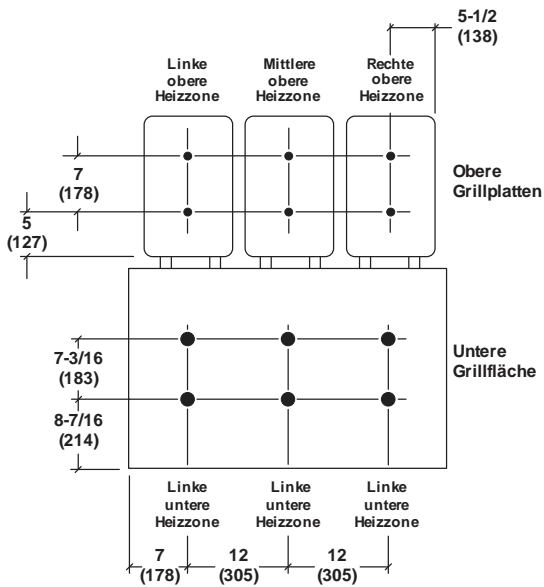 5-1/2
(138)
Linke
obere
Heizzone
Mittlere
obere
Heizzone
Rechte
obere
Heizzone
7
(178)
5
(127)
Obere
Grillplatten
7-3/16
(183)
8-7/16
(214)
Untere
Grillfläche
Linke
untere
Heizzone
Linke
untere
Heizzone
Linke
untere
Heizzone
7
(178)
12
(305)
12
(305)